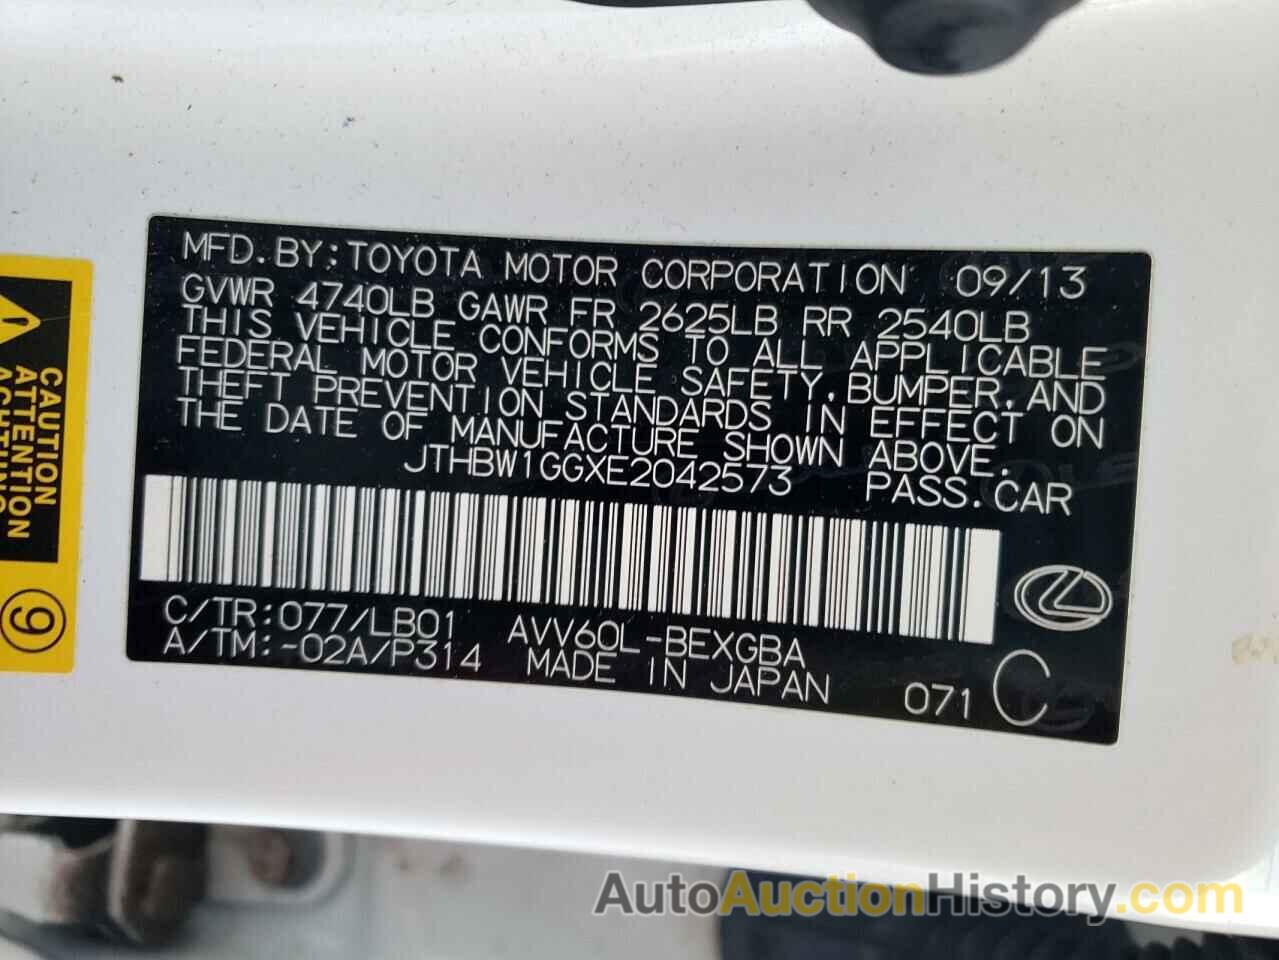 MFD.BY:TOYOTA MOTOR CORPORATION 09/13
GVWR 4740LB GAWR FR 2625LB RR 2540LB
THIS VEHICLE CONFORMS TO ALL APPLICABLE
FEDERAL MOTOR VEHICLE SAFETY,BUMPER,AND
THEFT PREVENTION STANDARDS IN EFFECT ON
THE DATE OF MANUFACTURE SHOWN ABOVE.
JTHBW1GGXE2042573 PASS.CAR
C/TR:077/LB01 AVV60L-BEXGBA
A/TM:-02A/P314 MADE IN JAPAN 071 C
CAUTION
ATTENTION
ACHTUNG
9
AutoAuctionHistory.com